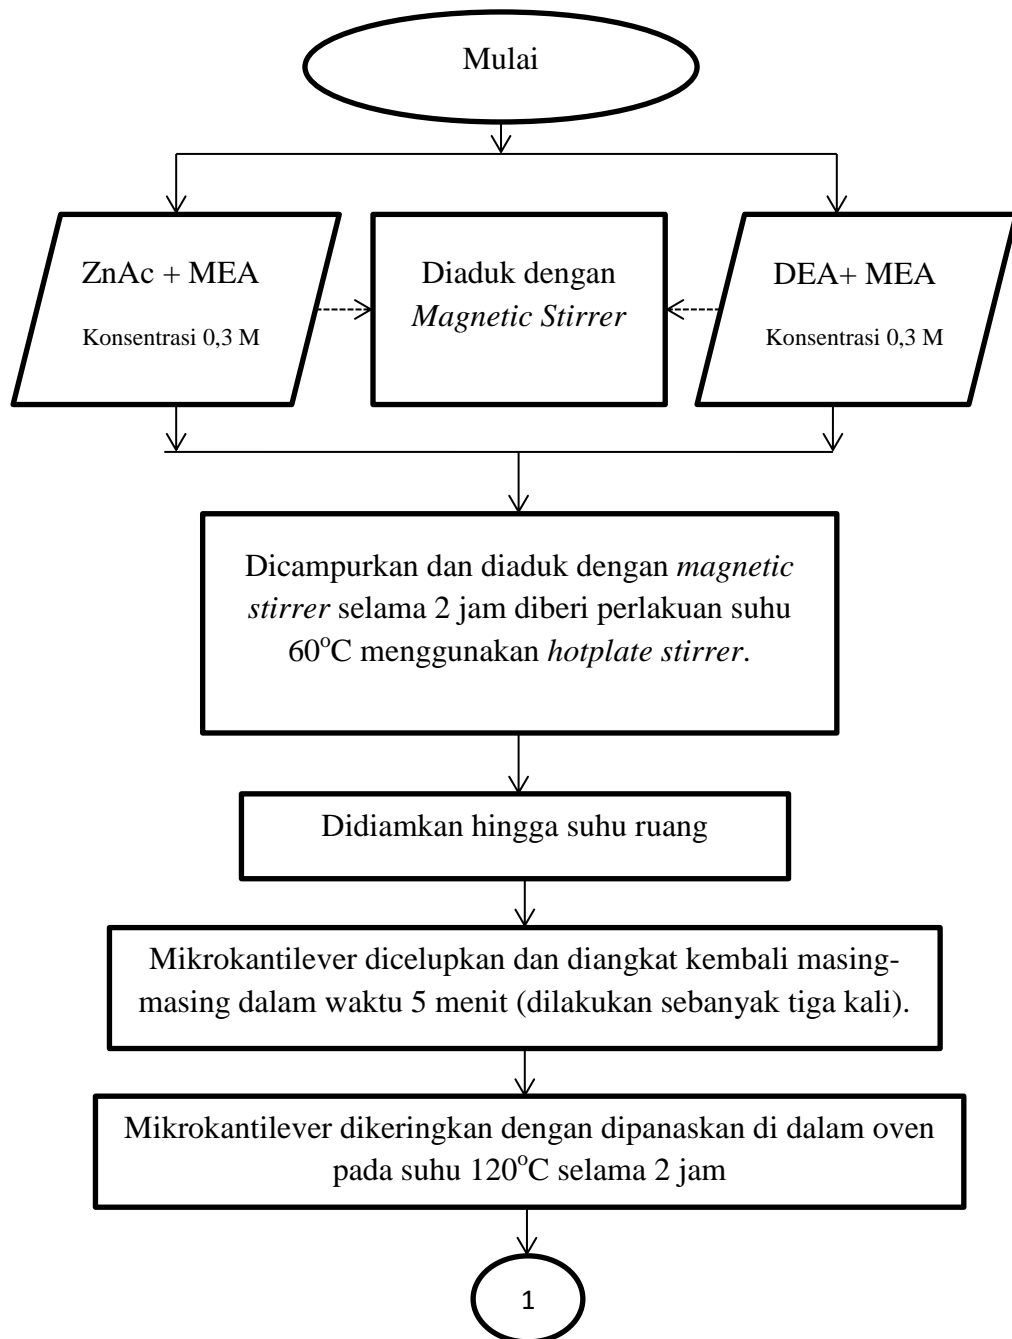 Mulai
ZnAc + MEA
Konsentrasi 0,3 M
Diaduk dengan
Magnetic Stirrer
DEA+ MEA
Konsentrasi 0,3 M
Dicampurkan dan diaduk dengan magnetic
stirrer selama 2 jam diberi perlakuan suhu
60oC menggunakan hotplate stirrer.
Didiamkan hingga suhu ruang
Mikrokantilever dicelupkan dan diangkat kembali masing-
masing dalam waktu 5 menit (dilakukan sebanyak tiga kali).
Mikrokantilever dikeringkan dengan dipanaskan di dalam oven
pada suhu 120oC selama 2 jam
1